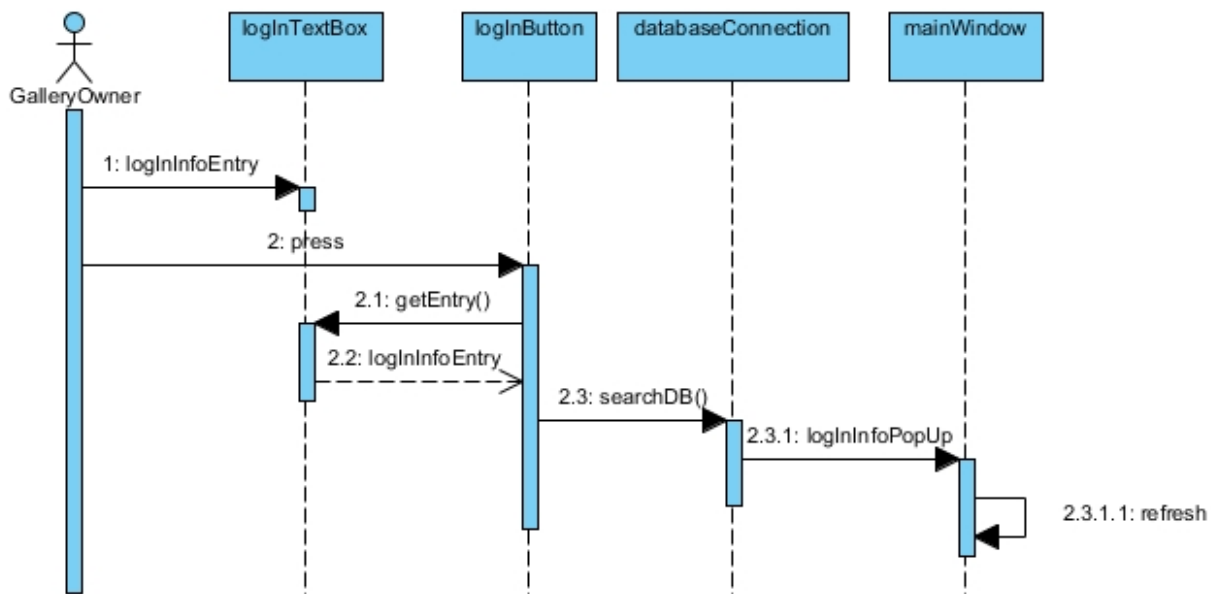 logInTextBox
logInButton
databaseConnection
mainWindow
GalleryOwner
1: logInInfoEntry
2: press
2.1: getEntry()
2.2: logInInfoEntry
2.3: searchDB()
2.3.1: logInInfoPopUp
2.3.1.1: refresh